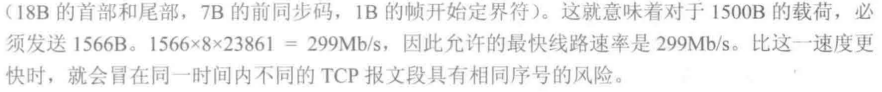 (18B 的首部和尾部，7B 的前同步码，1B 的帧开始定界符)。这就意味着对于 1500B 的载荷，必
须发送 1566B。1566×8×23861 = 299Mb/s，因此允许的最快线路速率是 299Mb/s。比这一速度更
快时，就会冒在同一时间内不同的 TCP 报文段具有相同序号的风险。